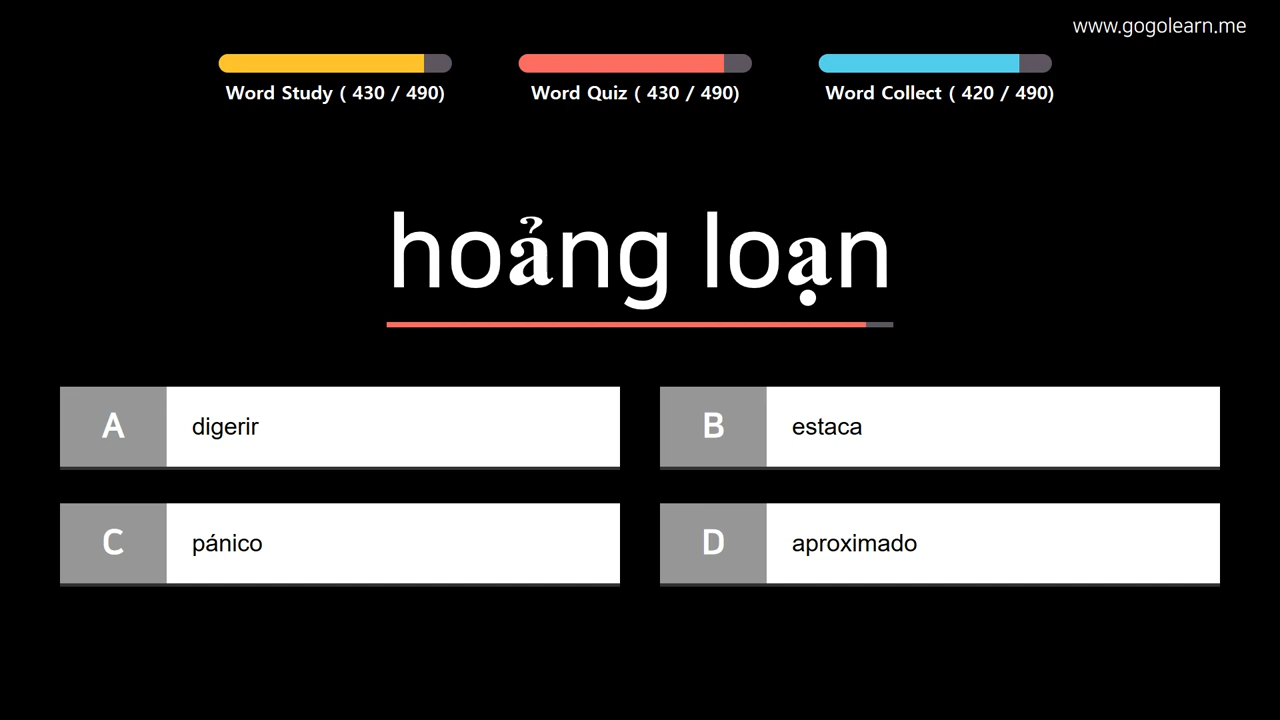 www.gogolearn.me
Word Study ( 430 / 490)
Word Quiz ( 430 / 490)
Word Collect ( 420 / 490)
hoảng loạn
A digerir
B estaca
C pánico
D aproximado